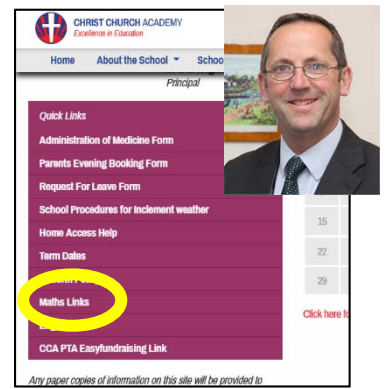 CHRIST CHURCH ACADEMY
Excellence in Education
Home About the School
Principal
Quick Links
Administration of Medicine Form
Parents Evening Booking Form
Request For Leave Form
School Procedures for Inclement weather
Home Access Help
Term Dates
Maths Links
CCA PTA Easyfundraising Link
15
22
29
Click here
Any paper copies of information on this site will be provided to